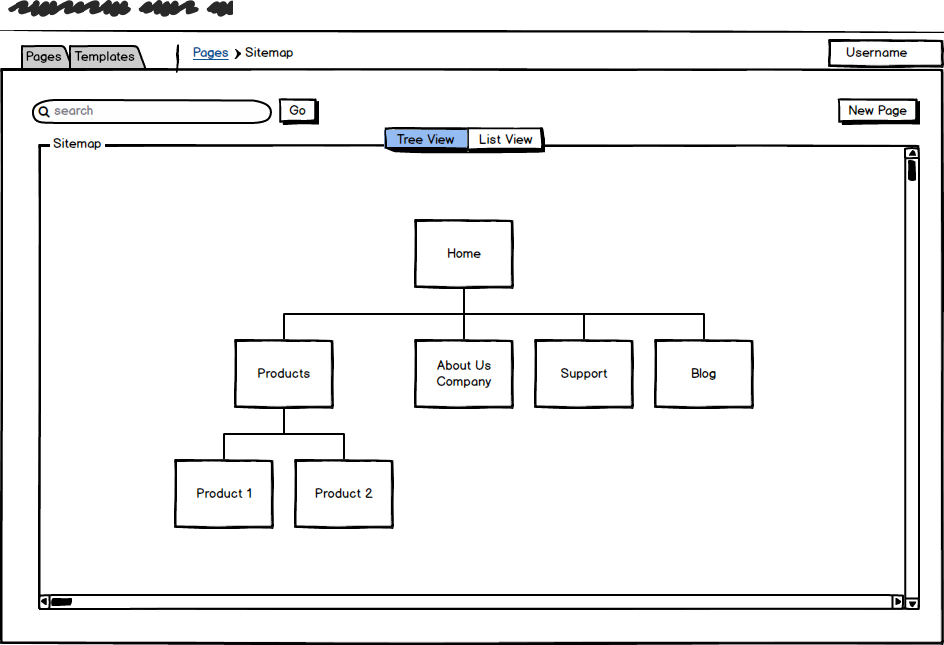 Pages
Templates
Pages
Sitemap
Username
search
Go
New Page
Sitemap
Tree View
List View
Home
Products
About Us
Company
Support
Blog
Product 1
Product 2